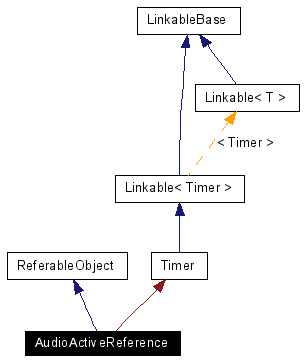 LinkableBase
Linkable< T >
< Timer >
Linkable< Timer >
ReferableObject
Timer
AudioActiveReference